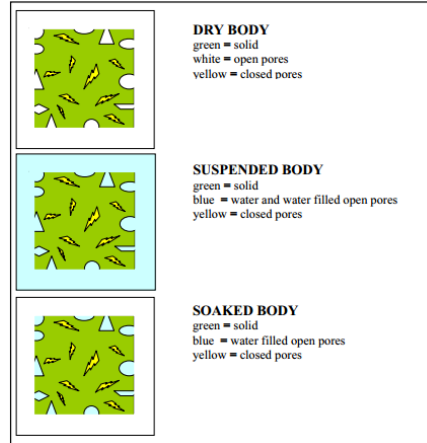 DRY BODY
green = solid
white = open pores
yellow = closed pores
SUSPENDED BODY
green = solid
blue = water and water filled open pores
yellow = closed pores
SOAKED BODY
green = solid
blue = water filled open pores
yellow = closed pores